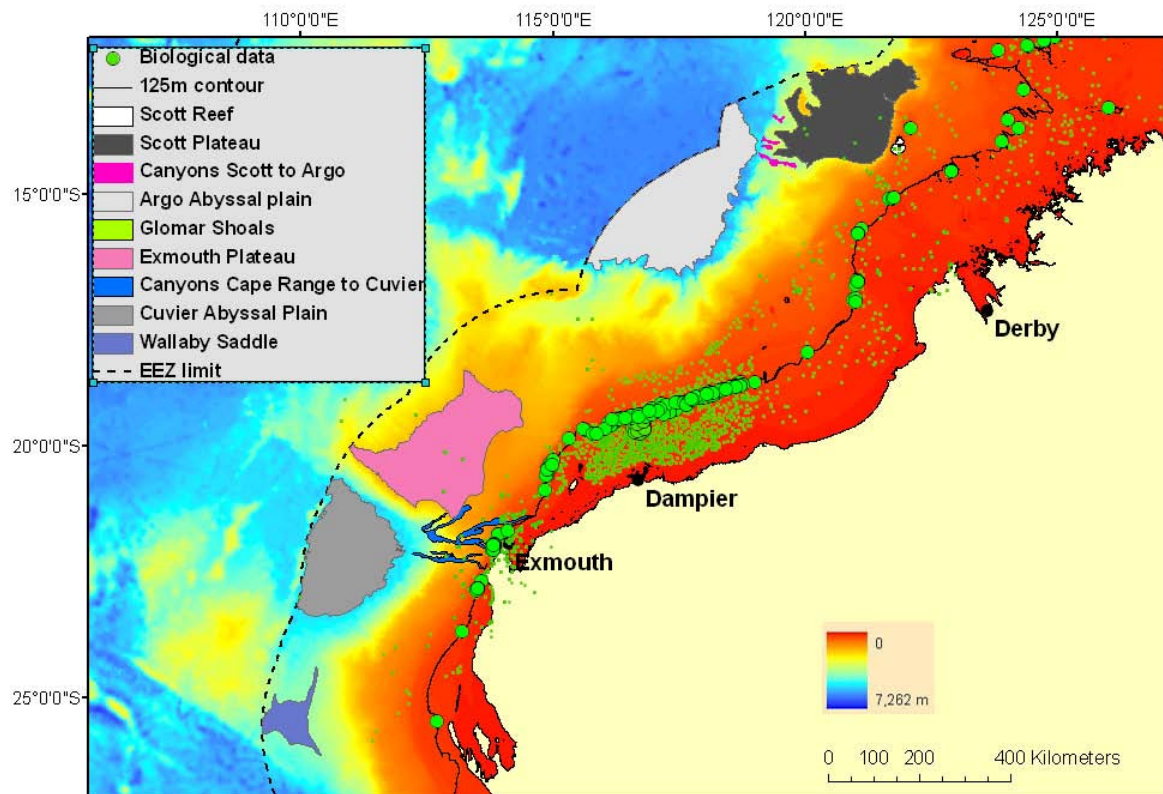 110°0'0"E
115°0'0"E
120°0'0"E
125°0'0"E
Biological data
125m contour
Scott Reef
Scott Plateau
Canyons Scott to Argo
Argo Abyssal plain
Glomar Shoals
Exmouth Plateau
Canyons Cape Range to Cuvier
Cuvier Abyssal Plain
Wallaby Saddle
EEZ limit
15°0'0"S
20°0'0"S
25°0'0"S
Derby
Dampier
Exmouth
0
7,262 m
0 100 200 400 Kilometers